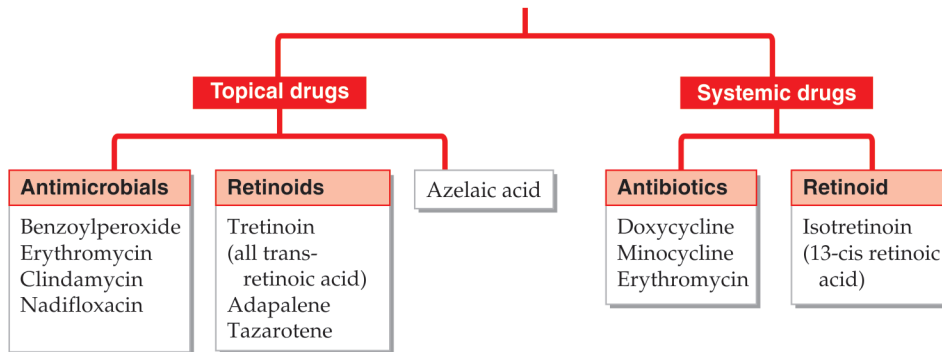 Topical drugs
Systemic drugs
Antimicrobials
Benzoylperoxide
Erythromycin
Clindamycin
Nadifloxacin
Retinoids
Tretinoin
(all trans-
retinoic acid)
Adapalene
Tazarotene
Azelaic acid
Antibiotics
Doxycycline
Minocycline
Erythromycin
Retinoid
Isotretinoin
(13-cis retinoic
acid)